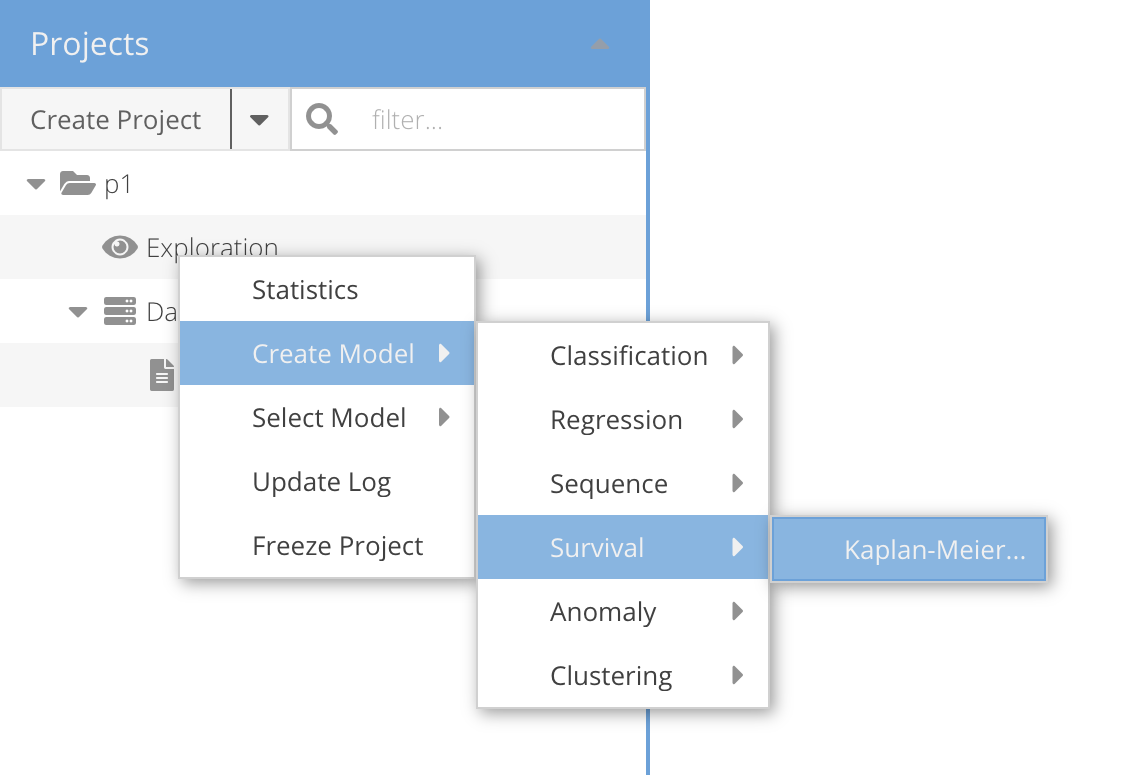 Projects
Create Project
filter...
p1
Exploration
Da
Statistics
Create Model
Select Model
Update Log
Freeze Project
Classification
Regression
Sequence
Survival
Anomaly
Clustering
Kaplan-Meier...